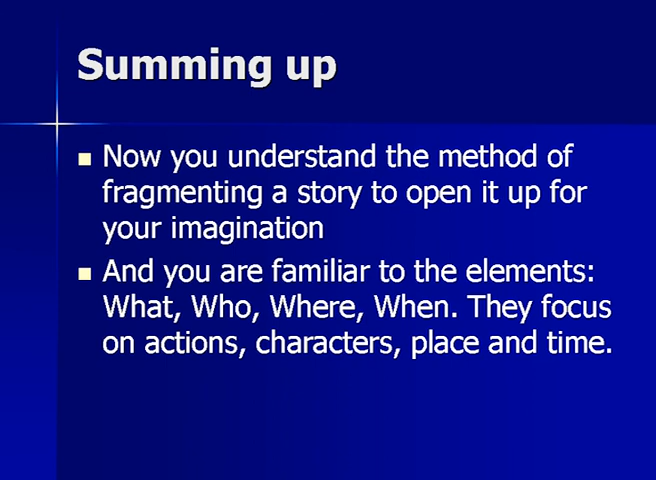 Summing up
Now you understand the method of
fragmenting a story to open it up for
your imagination
And you are familiar to the elements:
What, Who, Where, When. They focus
on actions, characters, place and time.